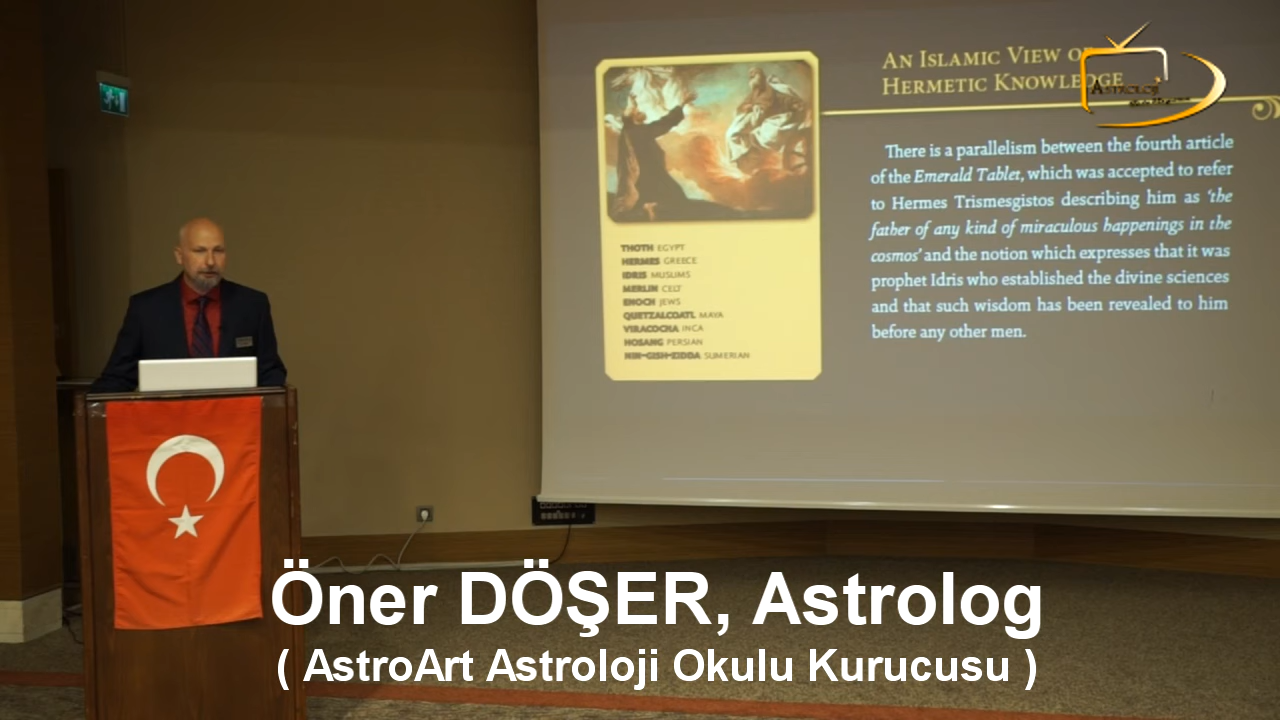 AN ISLAMIC VIEW OF
HERMETIC KNOWLEDGE
There is a parallelism between the fourth article
of the Emerald Tablet, which was accepted to refer
to Hermes Trismesgistos describing him as ‘the
father of any kind of miraculous happenings in the
cosmos’ and the notion which expresses that it was
prophet Idris who established the divine sciences
and that such wisdom has been revealed to him
before any other men.
THOTH EGYPT
HERMES GREECE
IDRIS MUSLIMS
MERLIN CELT
ENOCH JEWS
QUETZALCOATL MAYA
VIRACOCHA INCA
HOSANG PERSIAN
NIN-GISH-ZIDDA SUMERIAN
Öner DÖŞER, Astrolog
( AstroArt Astroloji Okulu Kurucusu )